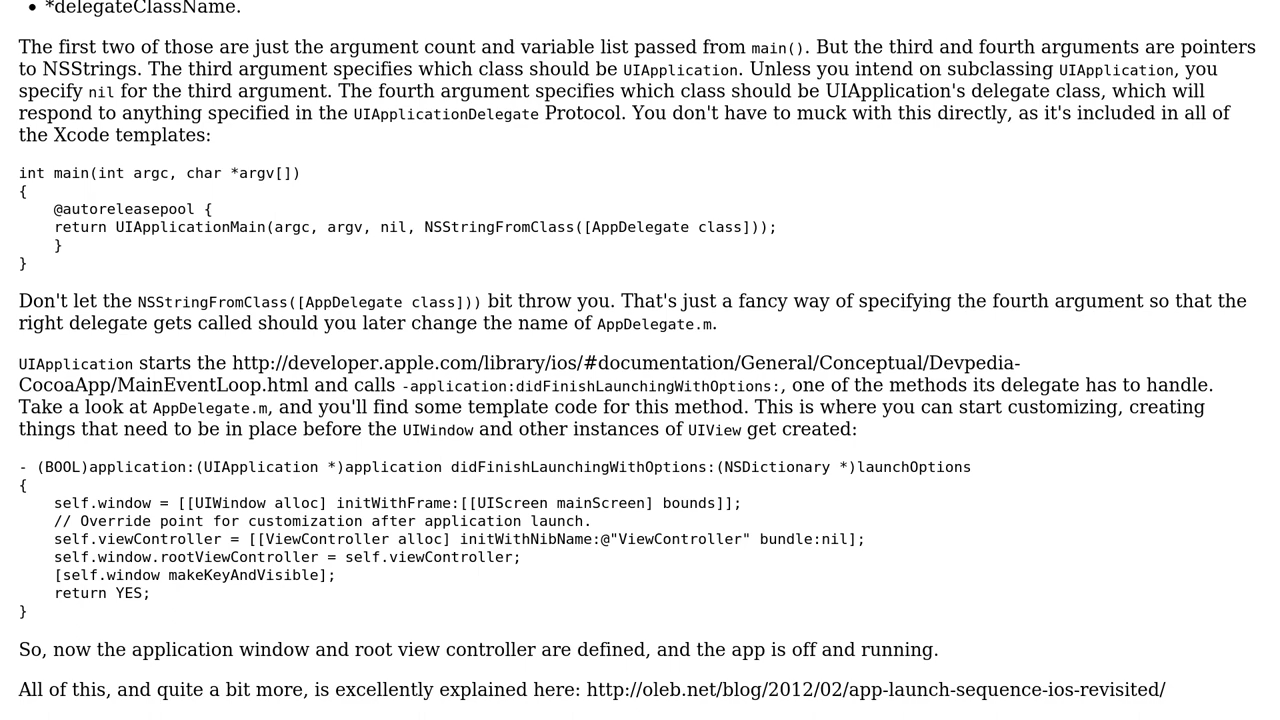 • *delegateClassName.
The first two of those are just the argument count and variable list passed from main(). But the third and fourth arguments are pointers
to NSStrings. The third argument specifies which class should be UIApplication. Unless you intend on subclassing UIApplication, you
specify nil for the third argument. The fourth argument specifies which class should be UIApplication's delegate class, which will
respond to anything specified in the UIApplicationDelegate Protocol. You don't have to muck with this directly, as it's included in all of
the Xcode templates:
int main(int argc, char *argv[])
{
    @autoreleasepool {
    return UIApplicationMain(argc, argv, nil, NSStringFromClass([AppDelegate class]));
    }
}
Don't let the NSStringFromClass([AppDelegate class])) bit throw you. That's just a fancy way of specifying the fourth argument so that the
right delegate gets called should you later change the name of AppDelegate.m.
UIApplication starts the http://developer.apple.com/library/ios/#documentation/General/Conceptual/Devpedia-
CocoaApp/MainEventLoop.html and calls -application:didFinishLaunchingWithOptions:, one of the methods its delegate has to handle.
Take a look at AppDelegate.m, and you'll find some template code for this method. This is where you can start customizing, creating
things that need to be in place before the UIWindow and other instances of UIView get created:
- (BOOL)application:(UIApplication *)application didFinishLaunchingWithOptions:(NSDictionary *)launchOptions
{
    self.window = [[UIWindow alloc] initWithFrame:[[UIScreen mainScreen] bounds]];
    // Override point for customization after application launch.
    self.viewController = [[ViewController alloc] initWithNibName:@"ViewController" bundle:nil];
    self.window.rootViewController = self.viewController;
    [self.window makeKeyAndVisible];
    return YES;
}
So, now the application window and root view controller are defined, and the app is off and running.
All of this, and quite a bit more, is excellently explained here: http://oleb.net/blog/2012/02/app-launch-sequence-ios-revisited/